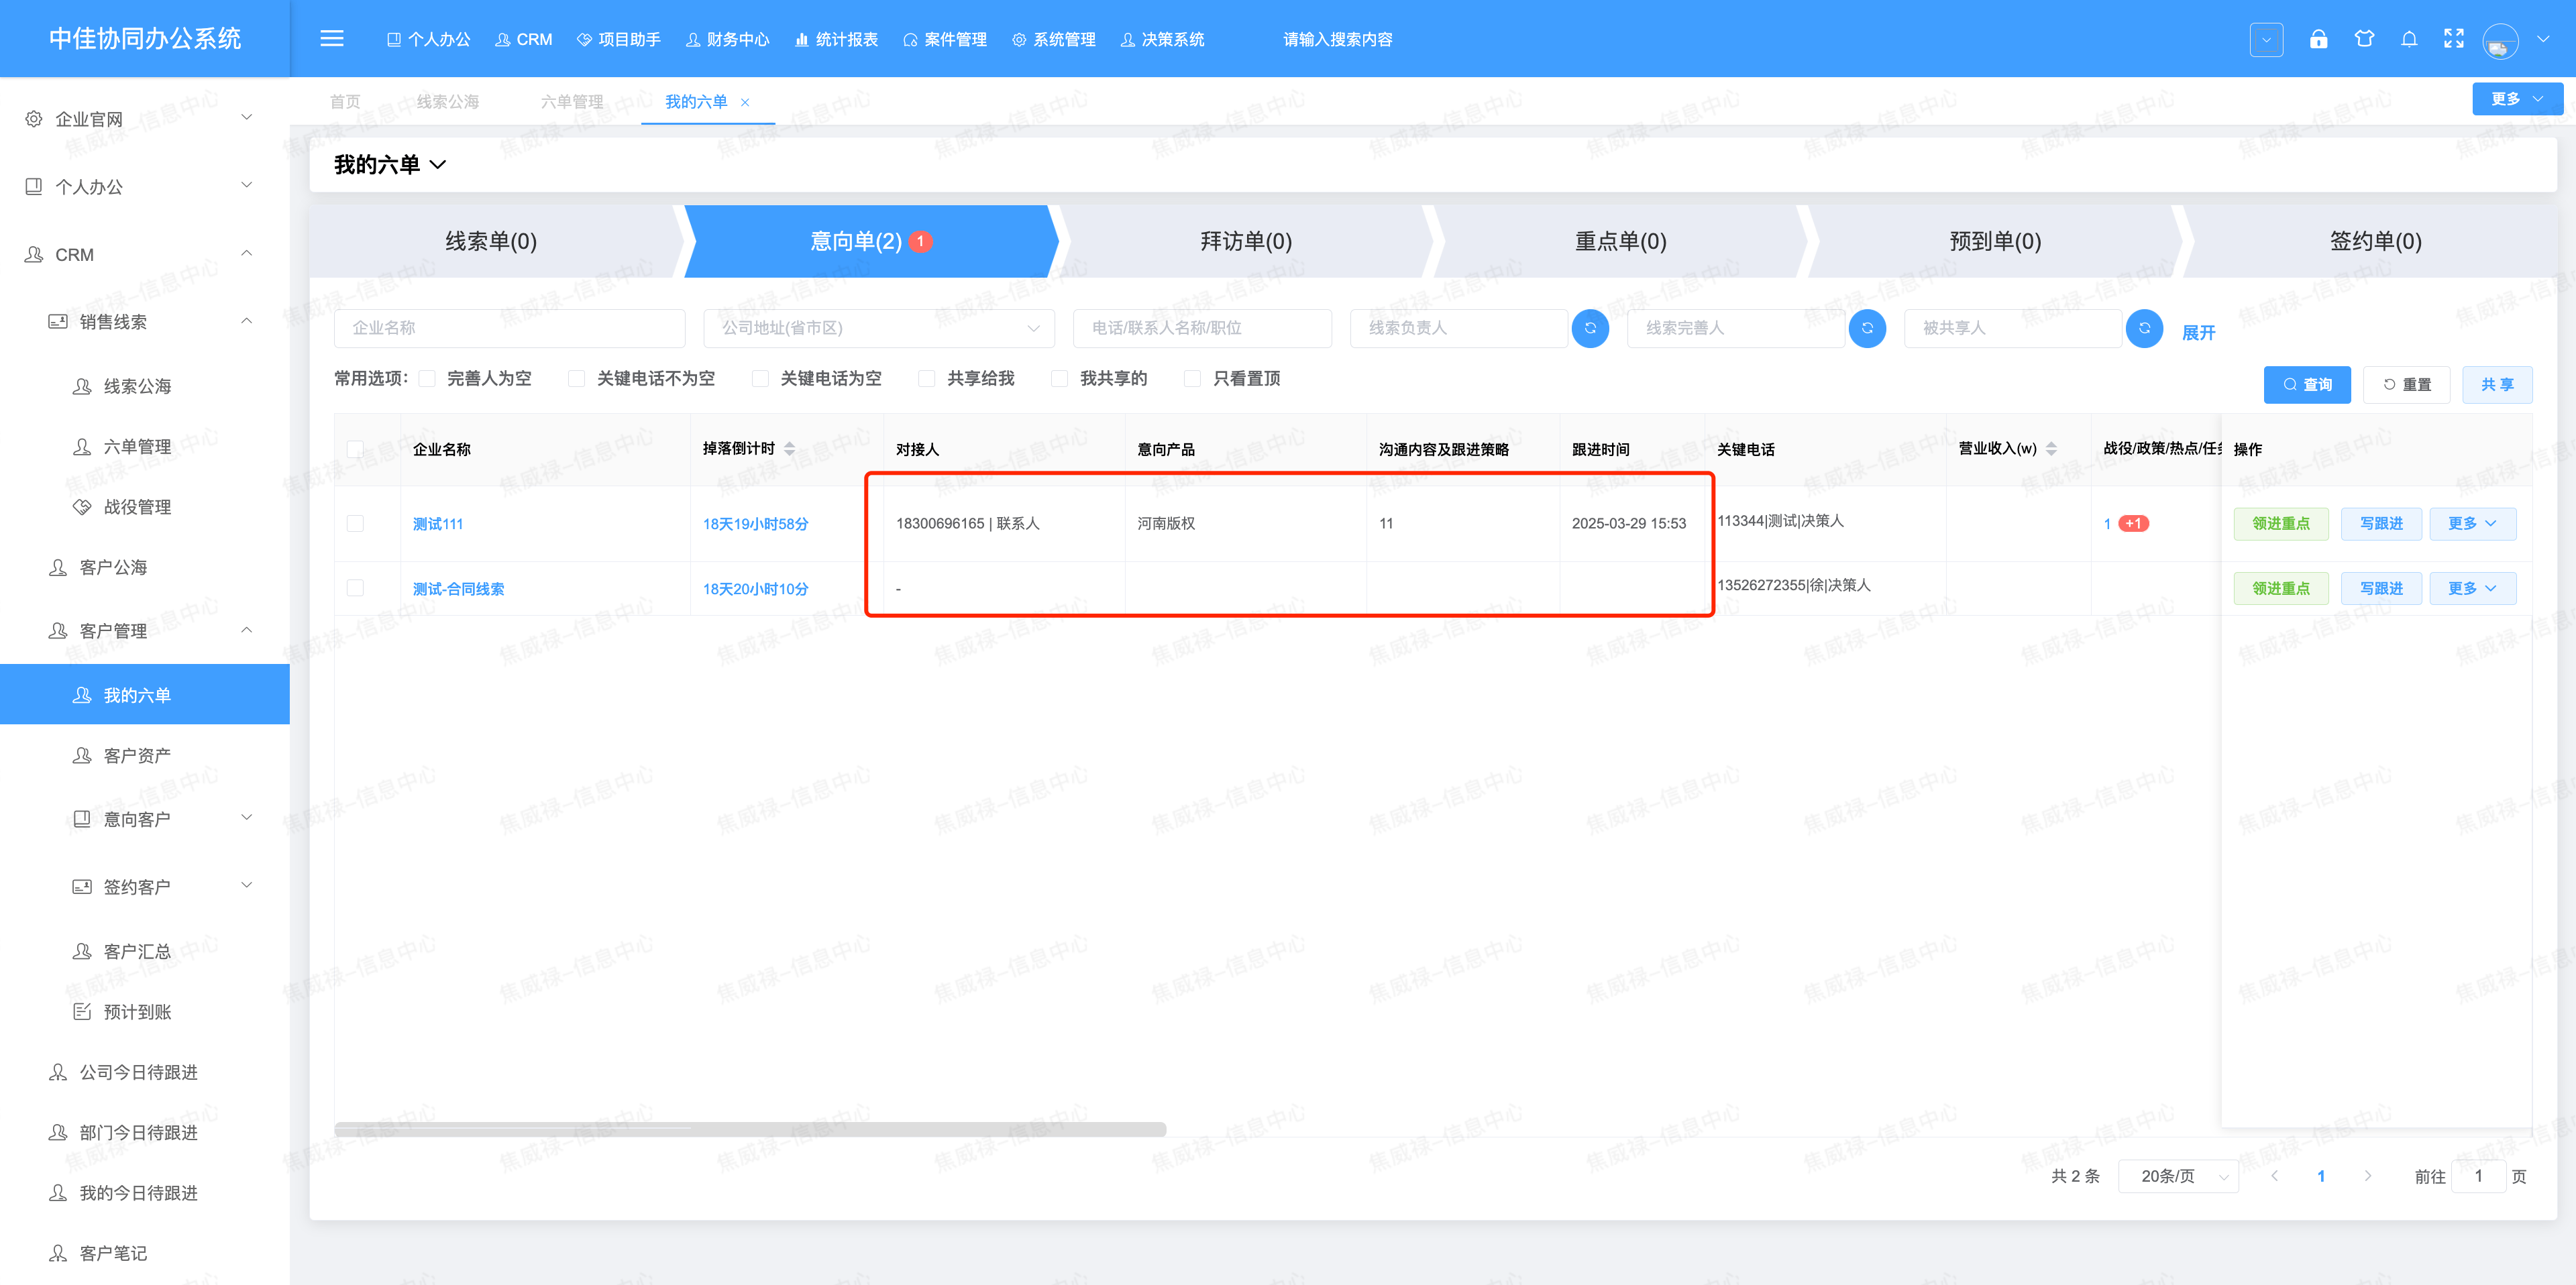 中佳协同办公系统
个人办公 CRM 项目助手 财务中心 统计报表 案件管理 系统管理 决策系统 请输入搜索内容
首页 线索公海 六单管理 我的六单 更多
企业官网
个人办公
CRM
销售线索
线索公海
六单管理
战役管理
客户公海
客户管理
我的六单
客户资产
意向客户
签约客户
客户汇总
预计到账
公司今日待跟进
部门今日待跟进
我的今日待跟进
客户笔记
我的六单
线索单(0) 意向单(2) 1 拜访单(0) 重点单(0) 预到单(0) 签约单(0)
企业名称 公司地址(省市区) 电话/联系人名称/职位 线索负责人 线索完善人 被共享人 展开
常用选项: 完善人为空 关键电话不为空 关键电话为空 共享给我 我共享的 只看置顶
查询 重置 共 享
企业名称 掉落倒计时 对接人 意向产品 沟通内容及跟进策略 跟进时间 关键电话 营业收入(w) 战役/政策/热点/任 操作
测试111 18天19小时58分 18300696165 | 联系人 河南版权 11 2025-03-29 15:53 113344|测试|决策人 1 +1 领进重点 写跟进 更多
测试-合同线索 18天20小时10分 - 13526272355|徐|决策人 领进重点 写跟进 更多
共 2 条 20条/页 1 前往 1 页
焦威禄-信息中心